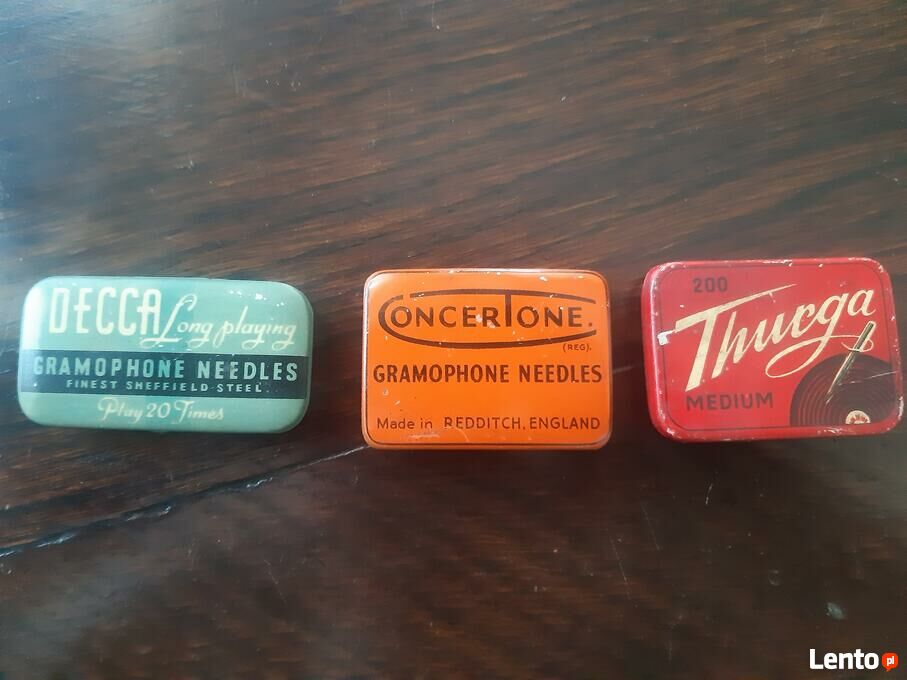 DECCA Long playing
GRAMOPHONE NEEDLES
FINEST SHEFFIELD STEEL
Play 20 Times
CONCERTONE.
(REG).
GRAMOPHONE NEEDLES
Made in REDDITCH, ENGLAND
200
Thurga
MEDIUM
Lento pl